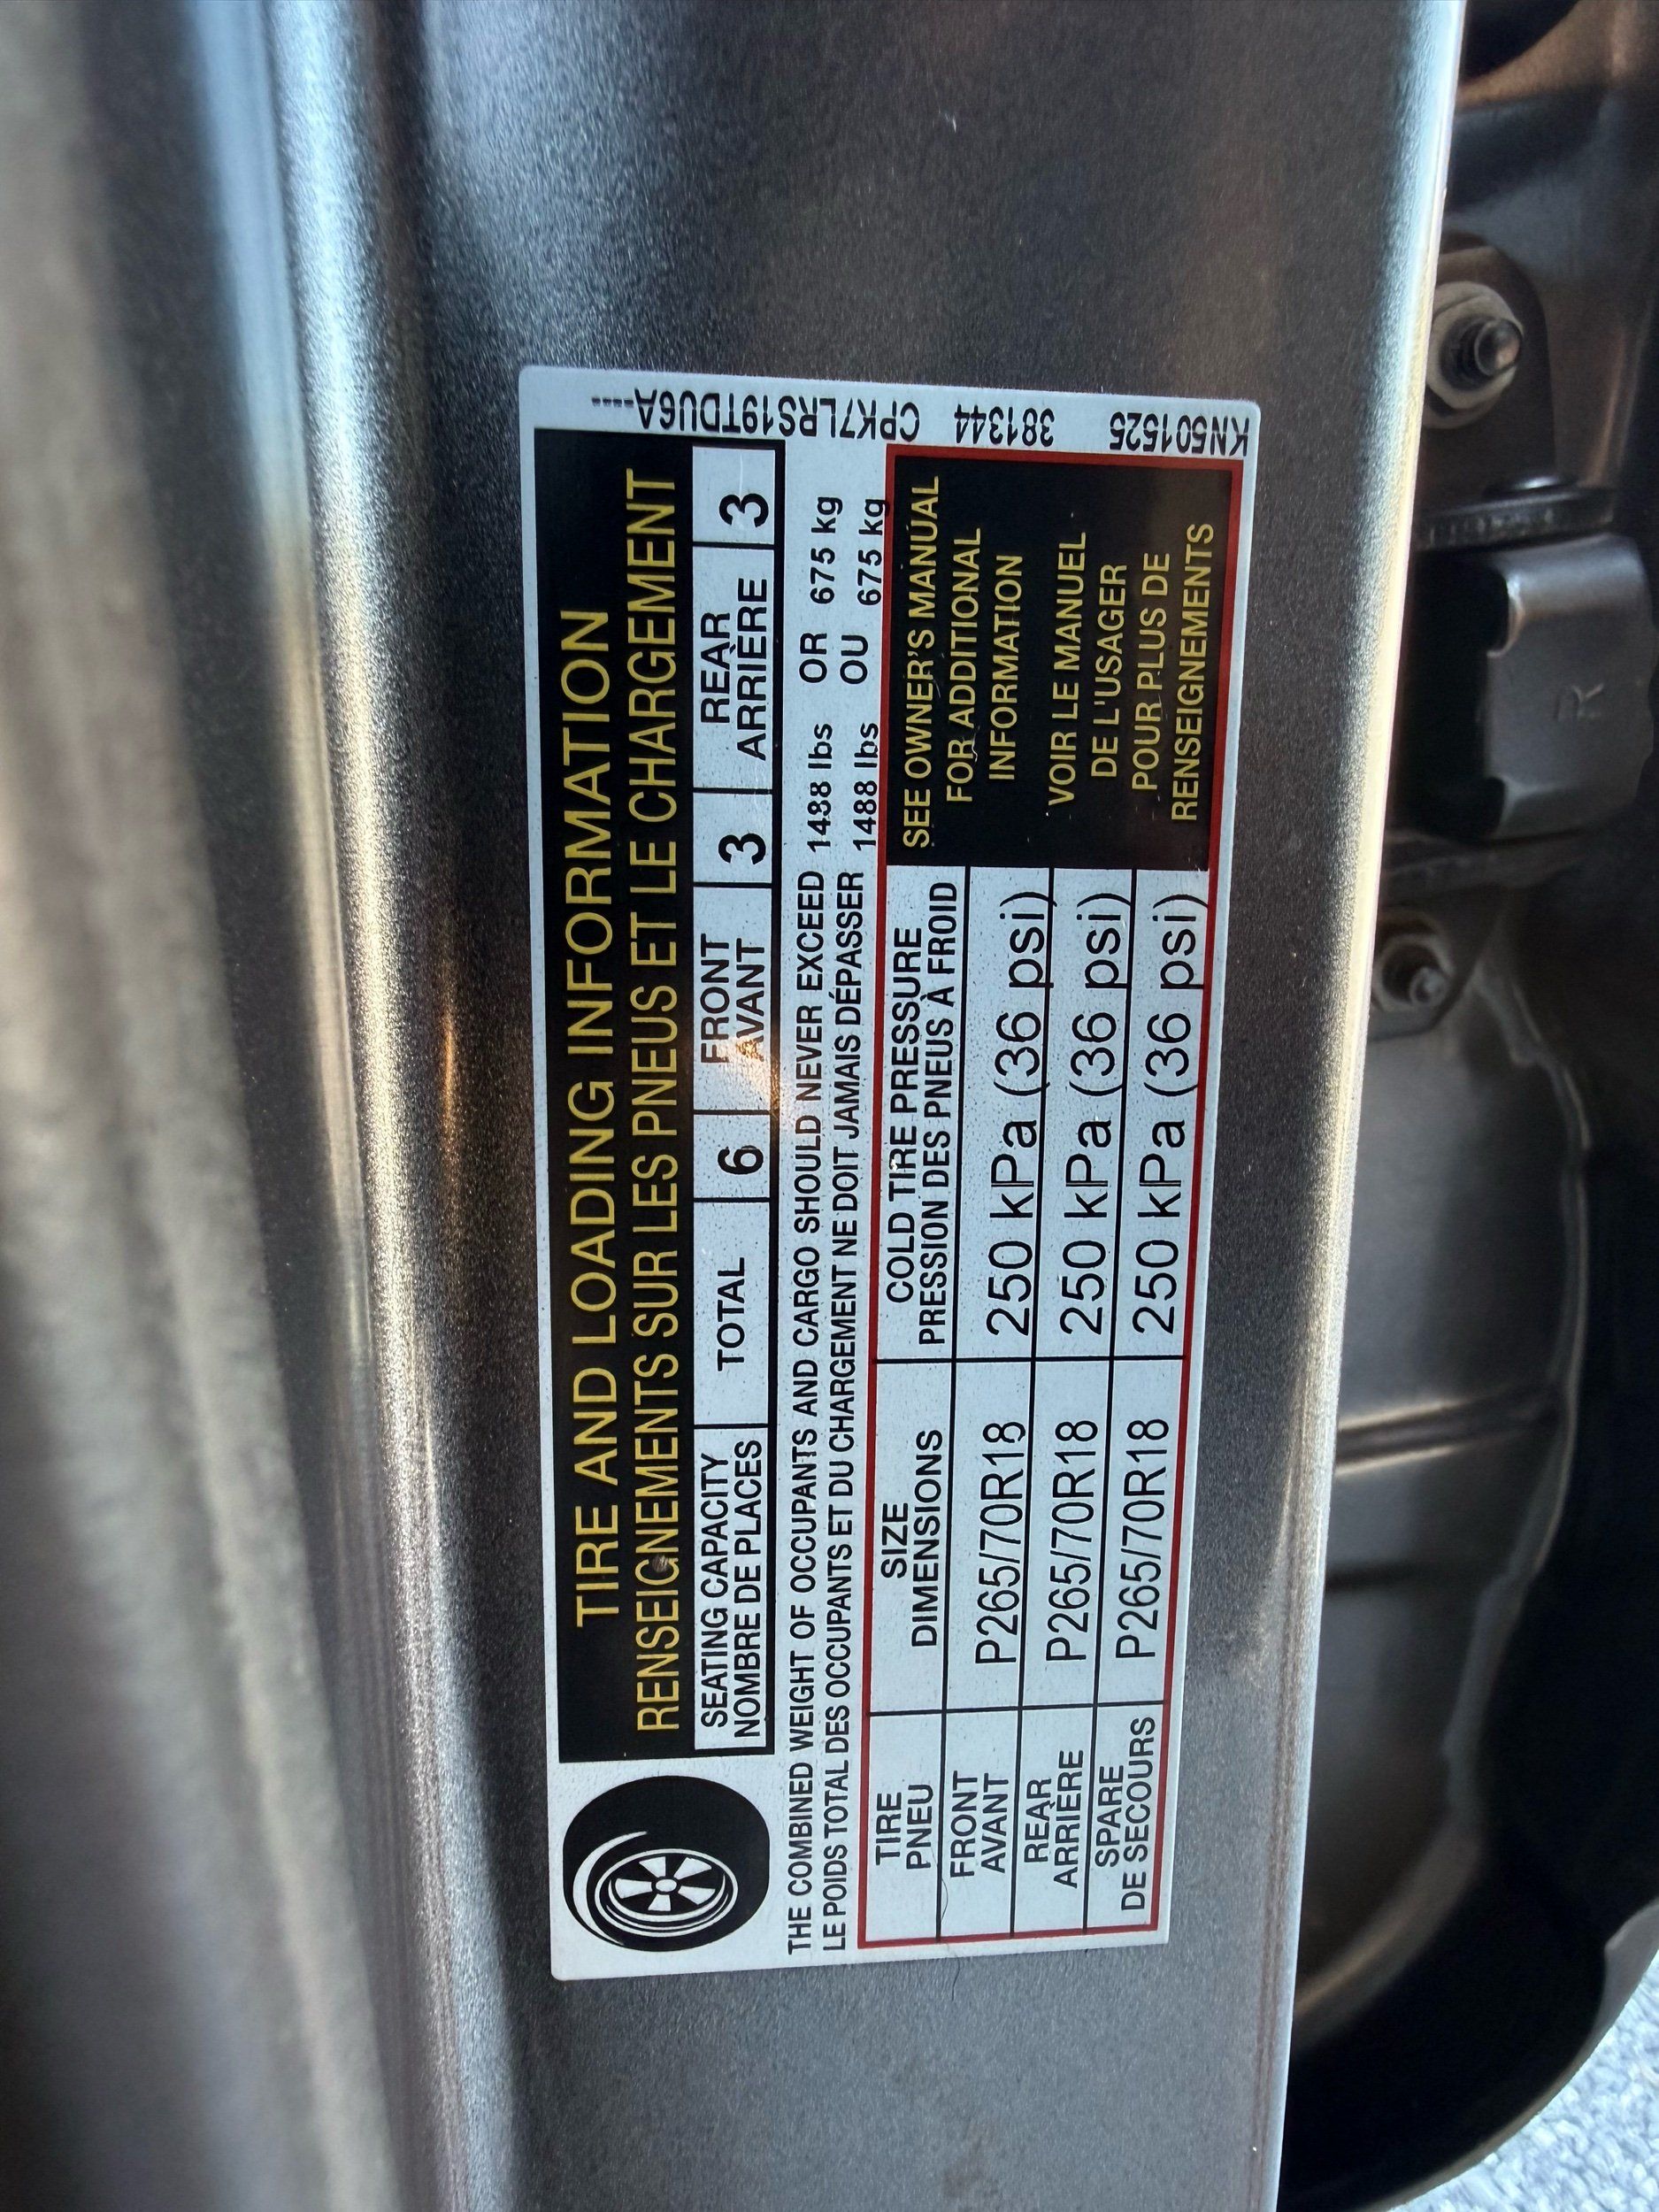 TIRE AND LOADING INFORMATION
RENSEIGNEMENTS SUR LES PNEUS ET LE CHARGEMENT
SEATING CAPACITY
NOMBRE DE PLACES
TOTAL 6
FRONT
AVANT
3
REAR
ARRIÈRE
3
THE COMBINED WEIGHT OF OCCUPANTS AND CARGO SHOULD NEVER EXCEED 1488 lbs OR 675 kg
LE POIDS TOTAL DES OCCUPANTS ET DU CHARGEMENT NE DOIT JAMAIS DÉPASSER 1488 lbs OU 675 kg
TIRE
PNEU
SIZE
DIMENSIONS
COLD TIRE PRESSURE
PRESSION DES PNEUS À FROID
FRONT
AVANT
P265/70R18 250 kPa (36 psi)
REAR
ARRIÈRE
P265/70R18 250 kPa (36 psi)
SPARE
DE SECOURS
P265/70R18 250 kPa (36 psi)
SEE OWNER'S MANUAL
FOR ADDITIONAL
INFORMATION
VOIR LE MANUEL
DE L'USAGER
POUR PLUS DE
RENSEIGNEMENTS
KN501525 381344 CPK7LRS19TDU6A----
R